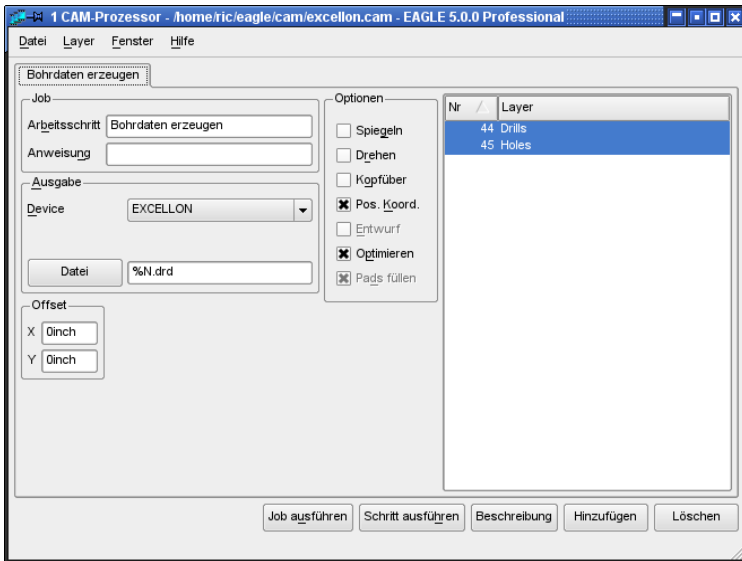 1 CAM-Prozessor - /home/ric/eagle/cam/excellon.cam - EAGLE 5.0.0 Professional
Datei Layer Fenster Hilfe
Bohrdaten erzeugen
Job
Arbeitsschritt Bohrdaten erzeugen
Anweisung
Ausgabe
Device EXCELLON
Datei %N.drd
Offset
X 0inch
Y 0inch
Optionen
Spiegeln
Drehen
Kopfüber
Pos. Koord.
Entwurf
Optimieren
Pads füllen
Nr Layer
44 Drills
45 Holes
Job ausführen Schritt ausführen Beschreibung Hinzufügen Löschen